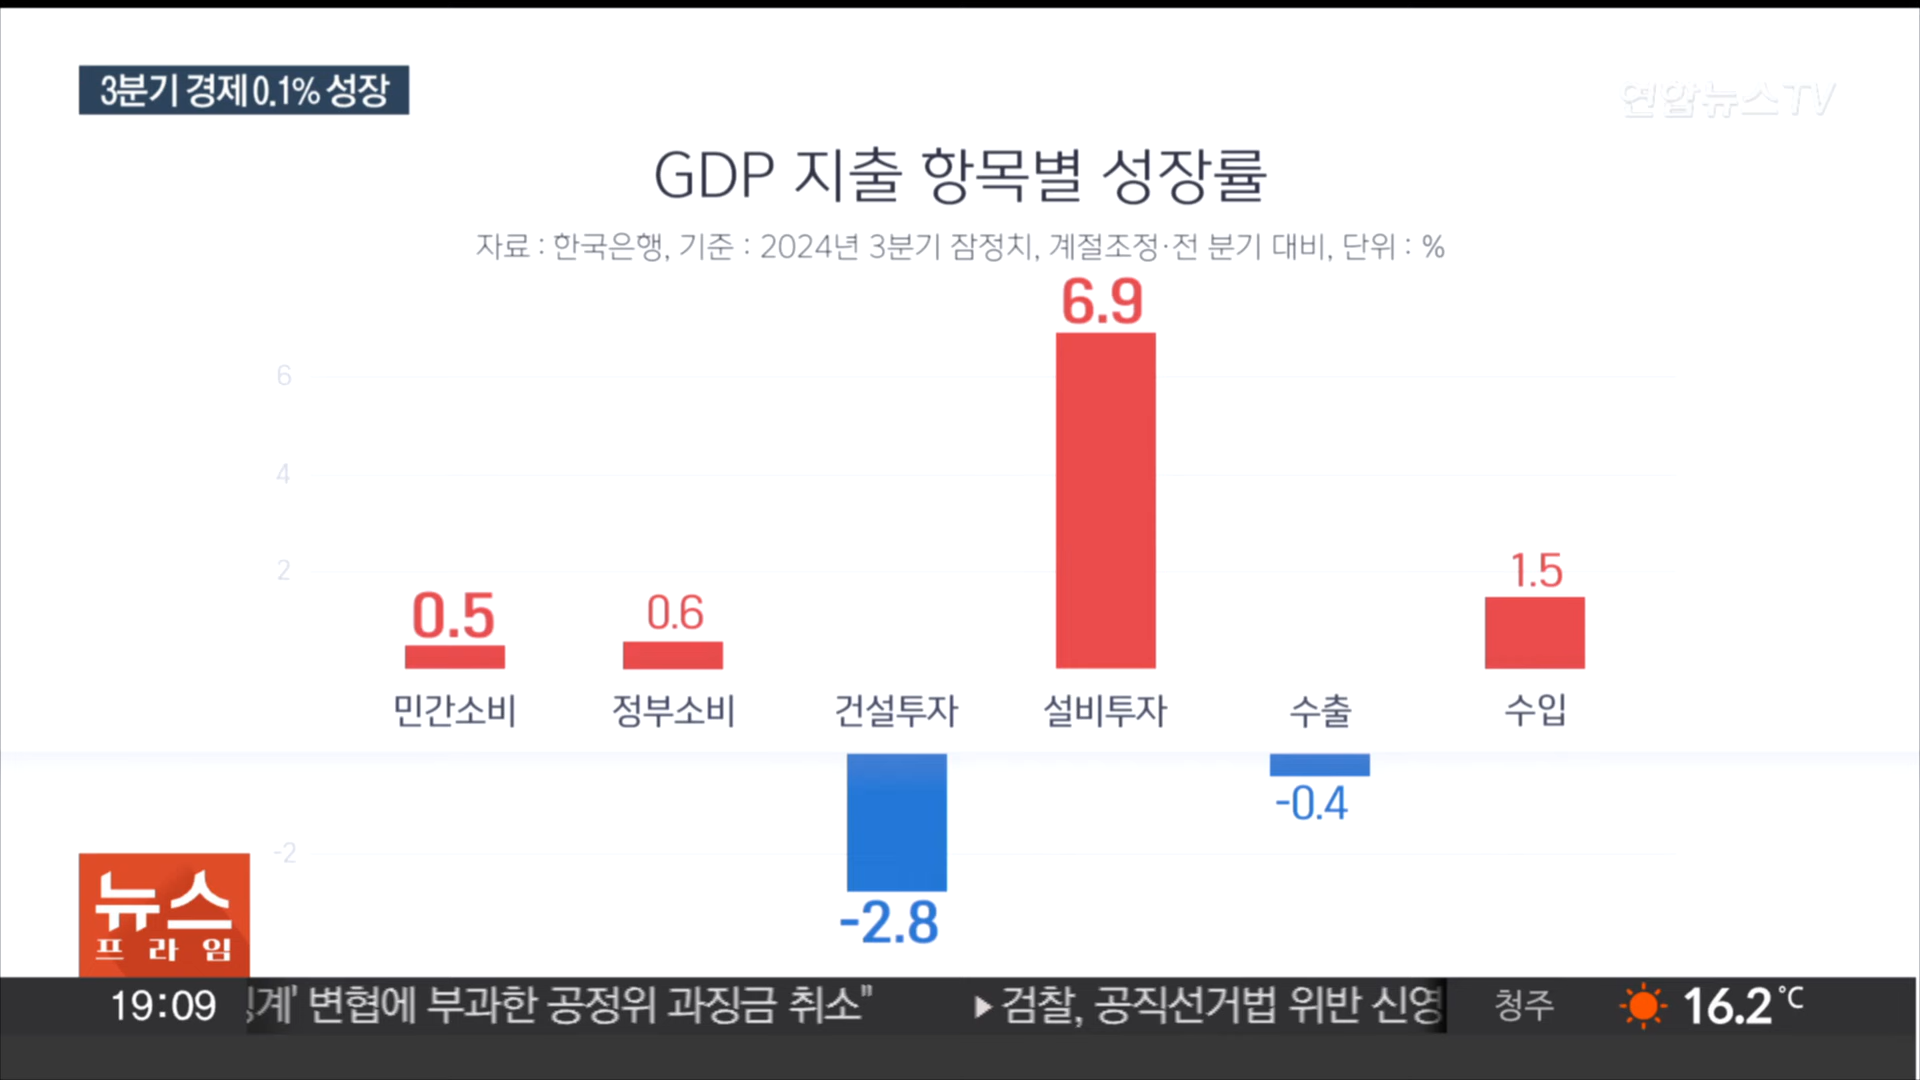 3분기 경제 0.1% 성장
연합뉴스TV
GDP 지출 항목별 성장률
자료 : 한국은행, 기준 : 2024년 3분기 잠정치, 계절조정·전 분기 대비, 단위 : %
6.9
6
4
2
1.5
0.5
0.6
민간소비 정부소비 건설투자 설비투자 수출 수입
-0.4
-2
-2.8
뉴스
프라임
19:09 변협에 부과한 공정위 과징금 취소" ▶검찰, 공직선거법 위반 신영 청주 16.2℃